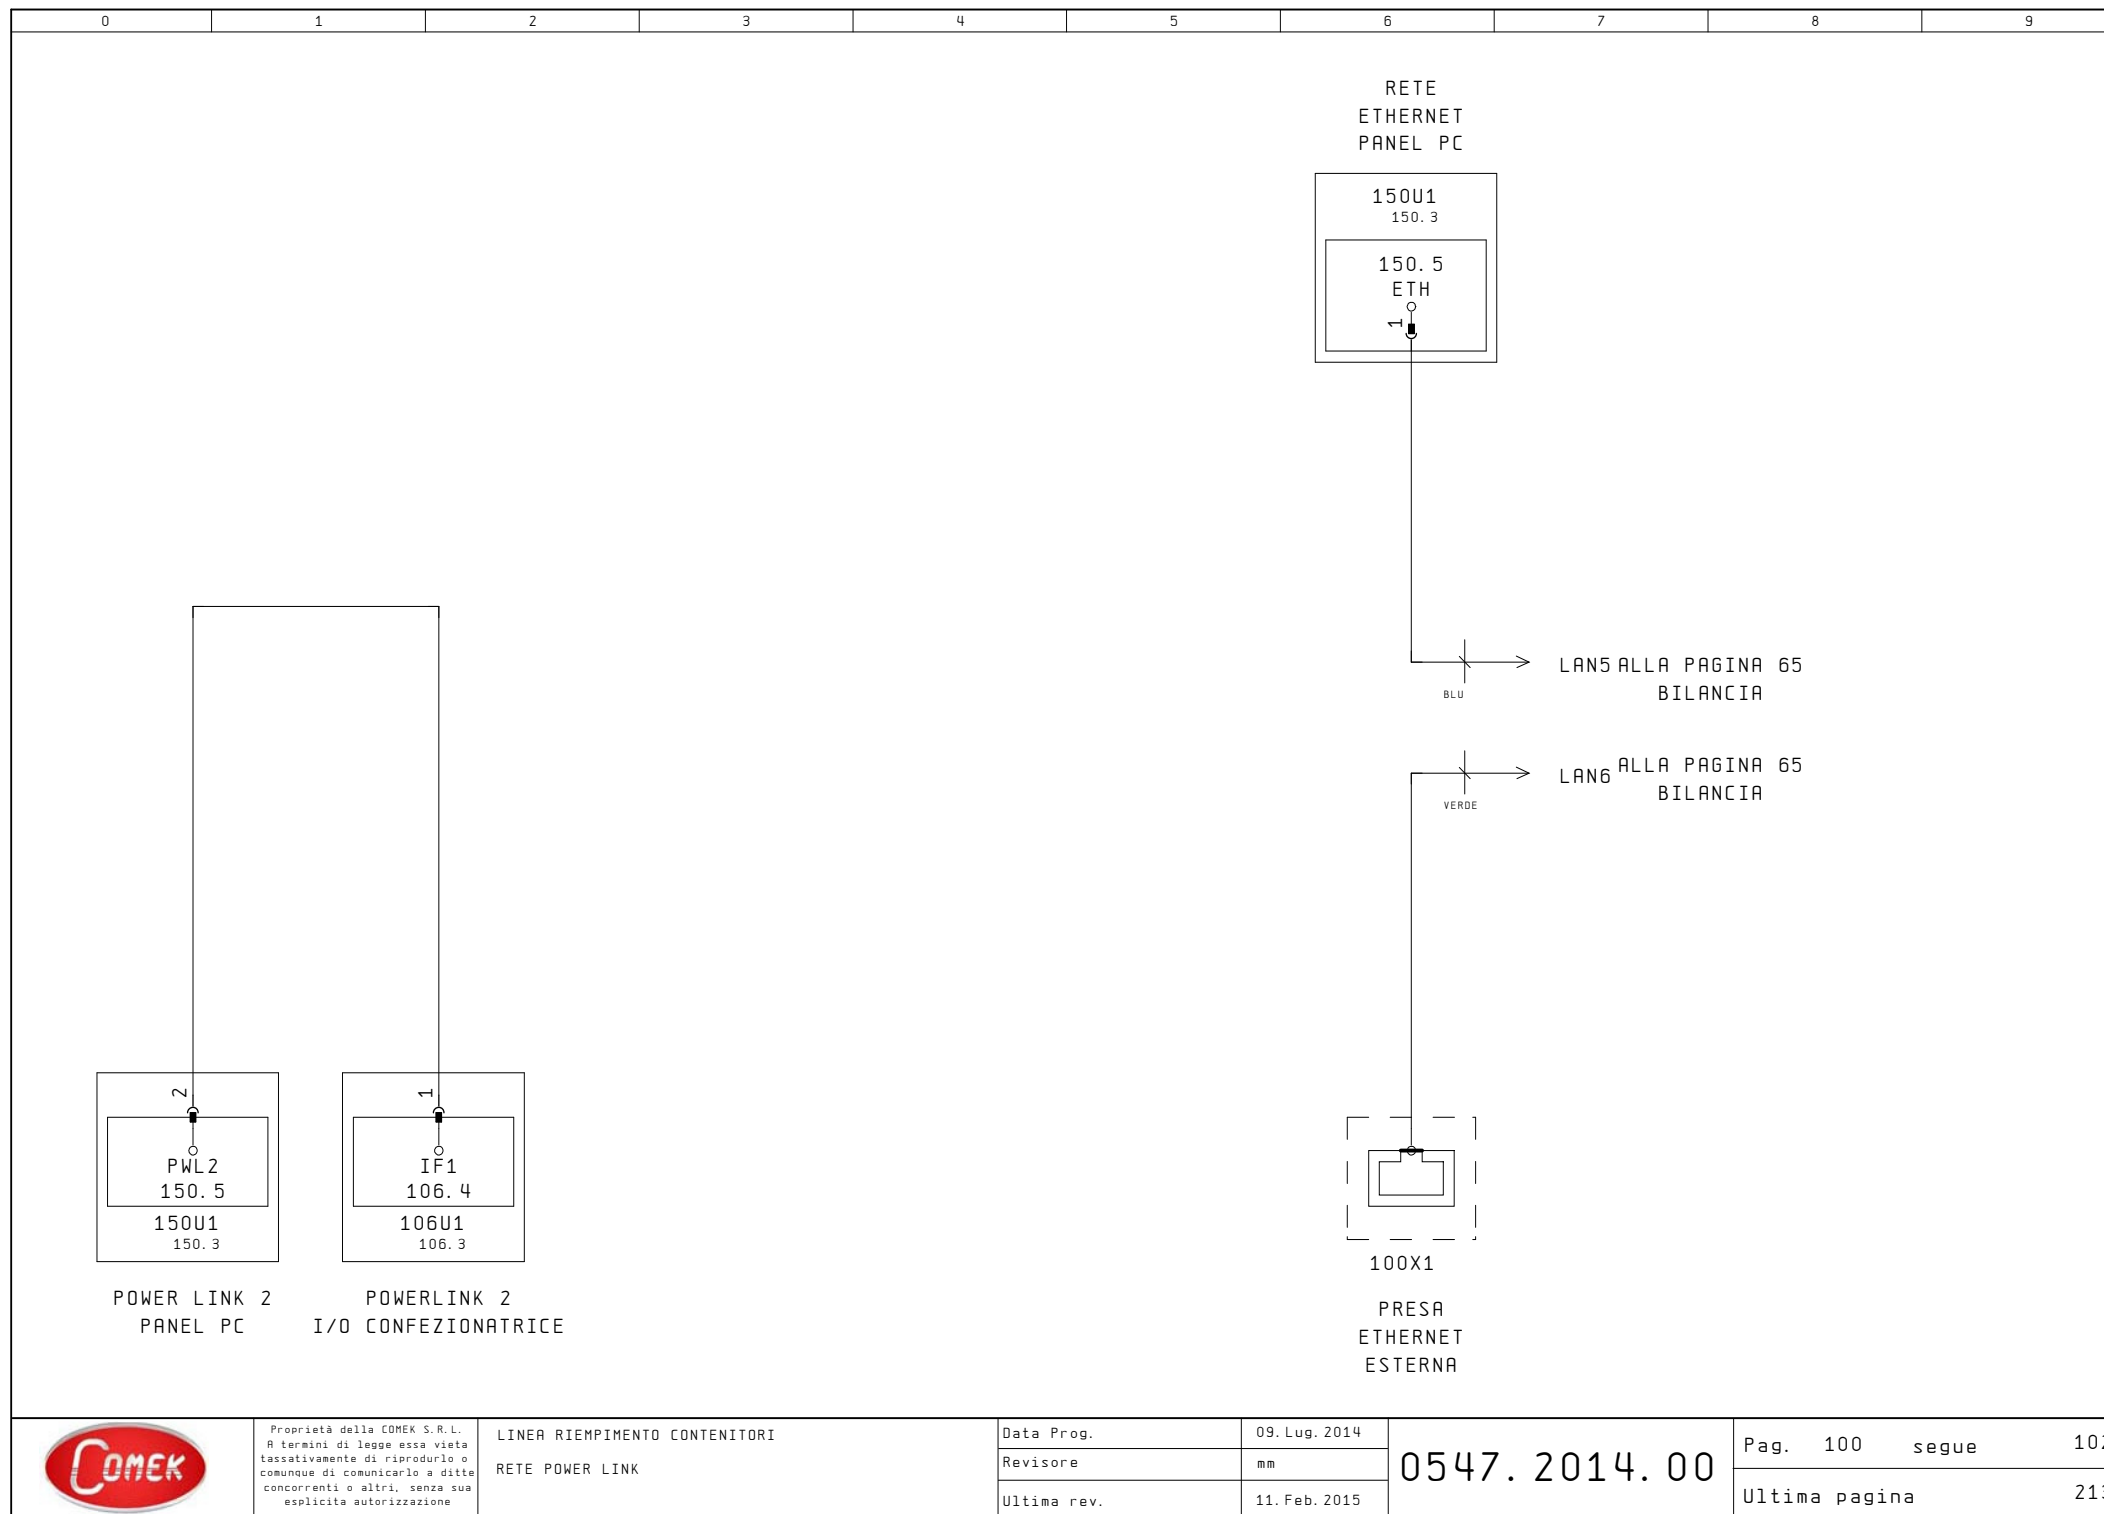 0 1 2 3 4 5 6 7 8 9
RETE
ETHERNET
PANEL PC
150U1
150.3
150.5
ETH
1
LAN5 ALLA PAGINA 65
BILANCIA
BLU
LAN6 ALLA PAGINA 65
BILANCIA
VERDE
2
PWL2
150.5
150U1
150.3
POWER LINK 2
PANEL PC
1
IF1
106.4
106U1
106.3
POWERLINK 2
I/O CONFEZIONATRICE
100X1
PRESA
ETHERNET
ESTERNA
COMEK
Proprietà della COMEK S.R.L.
A termini di legge essa vieta
tassativamente di riprodurlo o
comunque di comunicarlo a ditte
concorrenti o altri, senza sua
esplicita autorizzazione
LINEA RIEMPIMENTO CONTENITORI
RETE POWER LINK
Data Prog. 09.Lug.2014
Revisore mm
Ultima rev. 11.Feb.2015
0547.2014.00
Pag. 100 segue 102
Ultima pagina 213